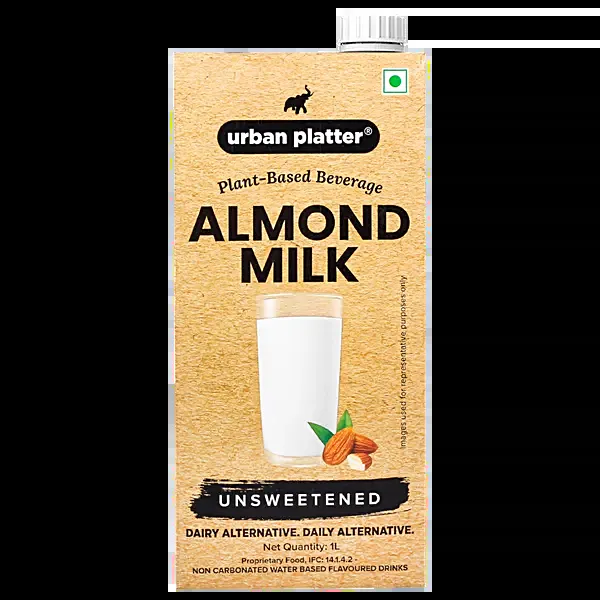 urban platter®
Plant-Based Beverage
ALMOND
MILK
Images used for representative purposes only
UNSWEETENED
DAIRY ALTERNATIVE. DAILY ALTERNATIVE.
Net Quantity: 1L
Proprietary Food, IFC: 14.1.4.2 -
NON CARBONATED WATER BASED FLAVOURED DRINKS